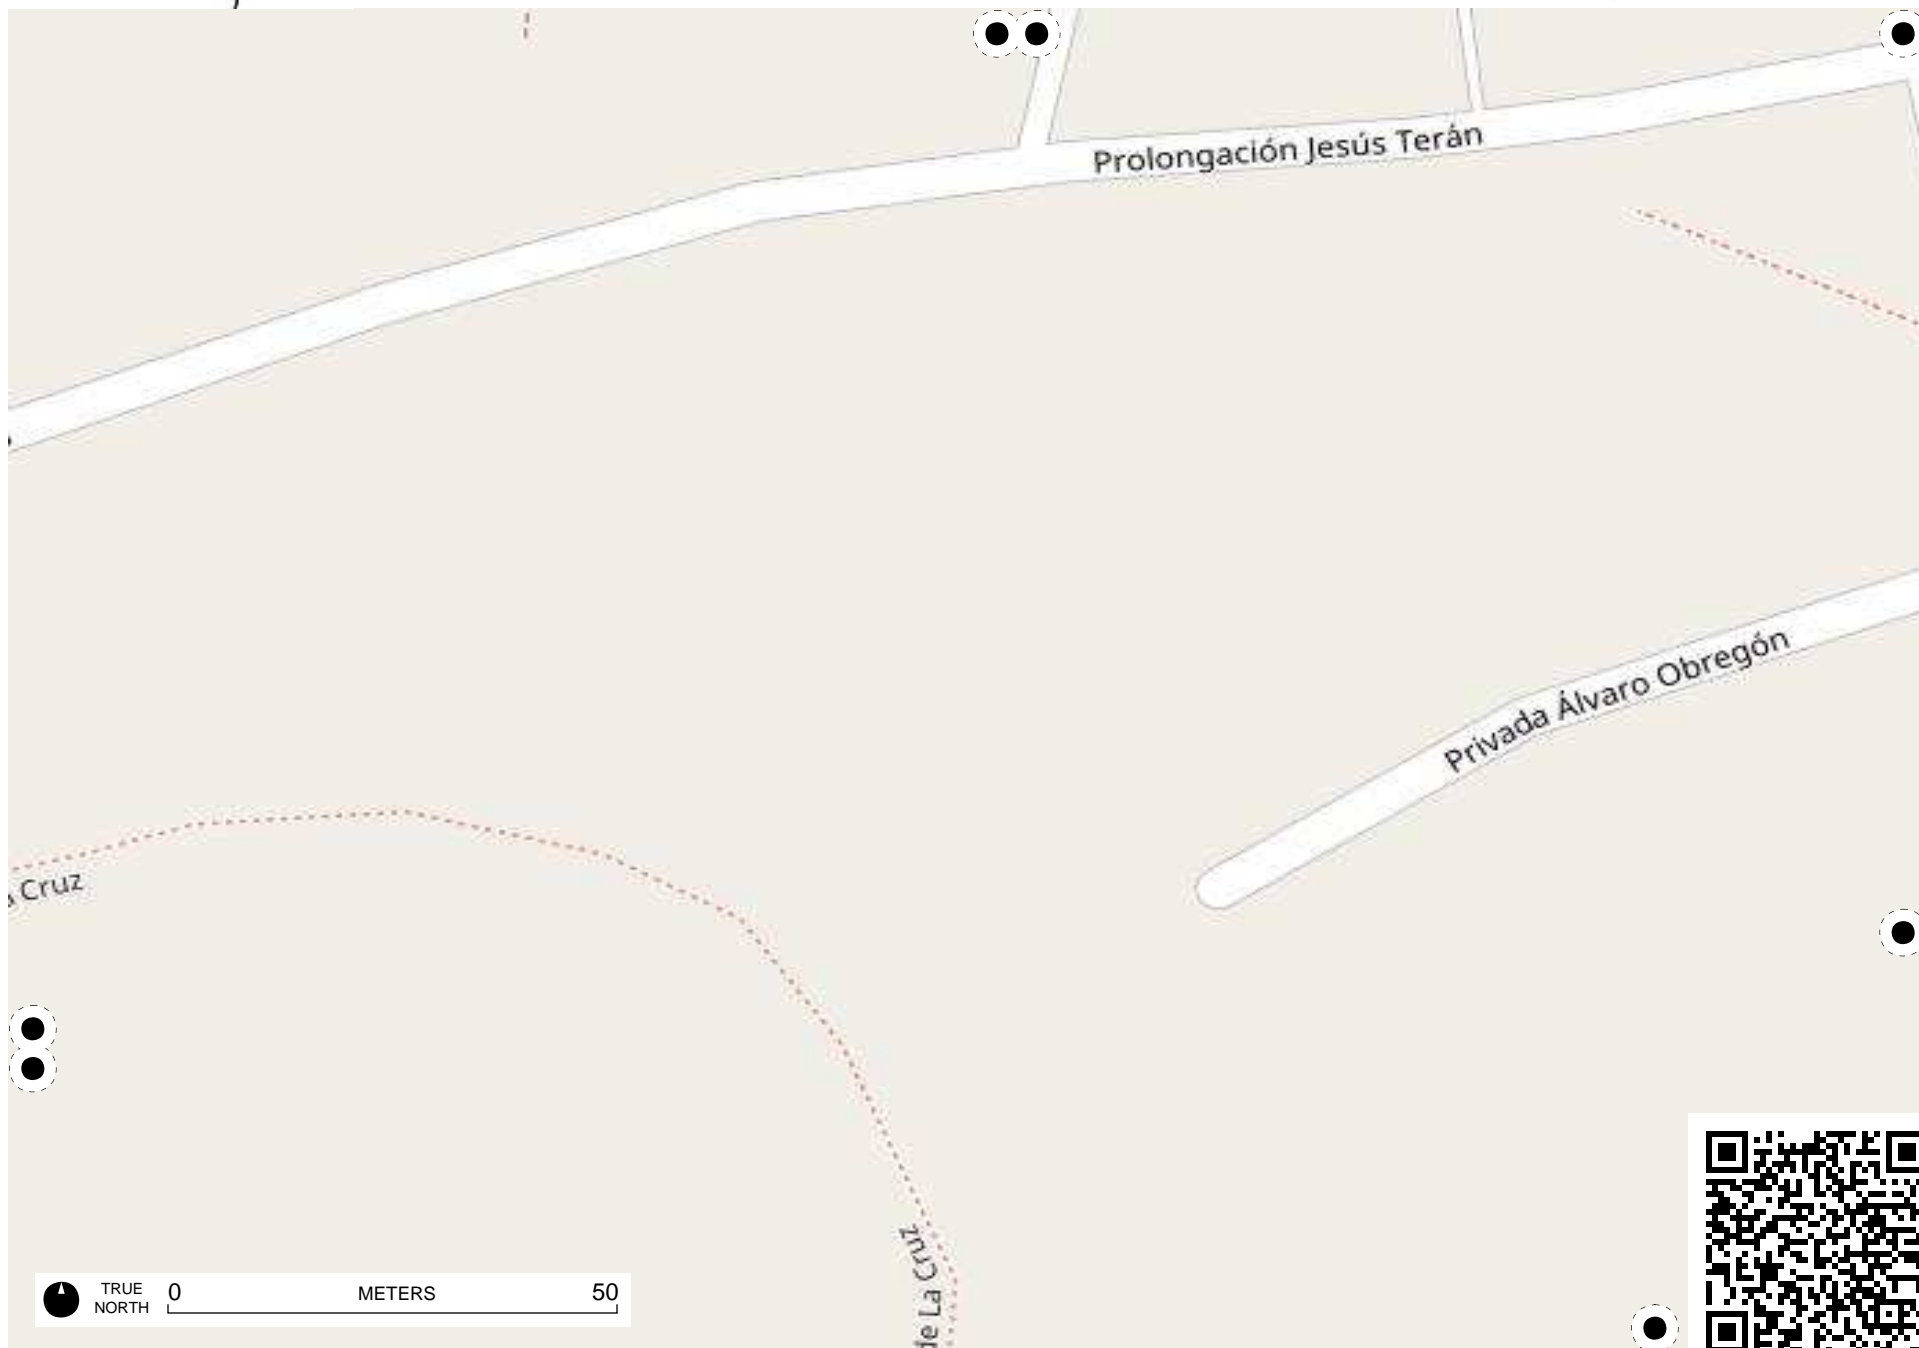 Prolongación Jesús Terán
Privada Álvaro Obregón
Cruz
de La Cruz
TRUE
NORTH
0
METERS
50